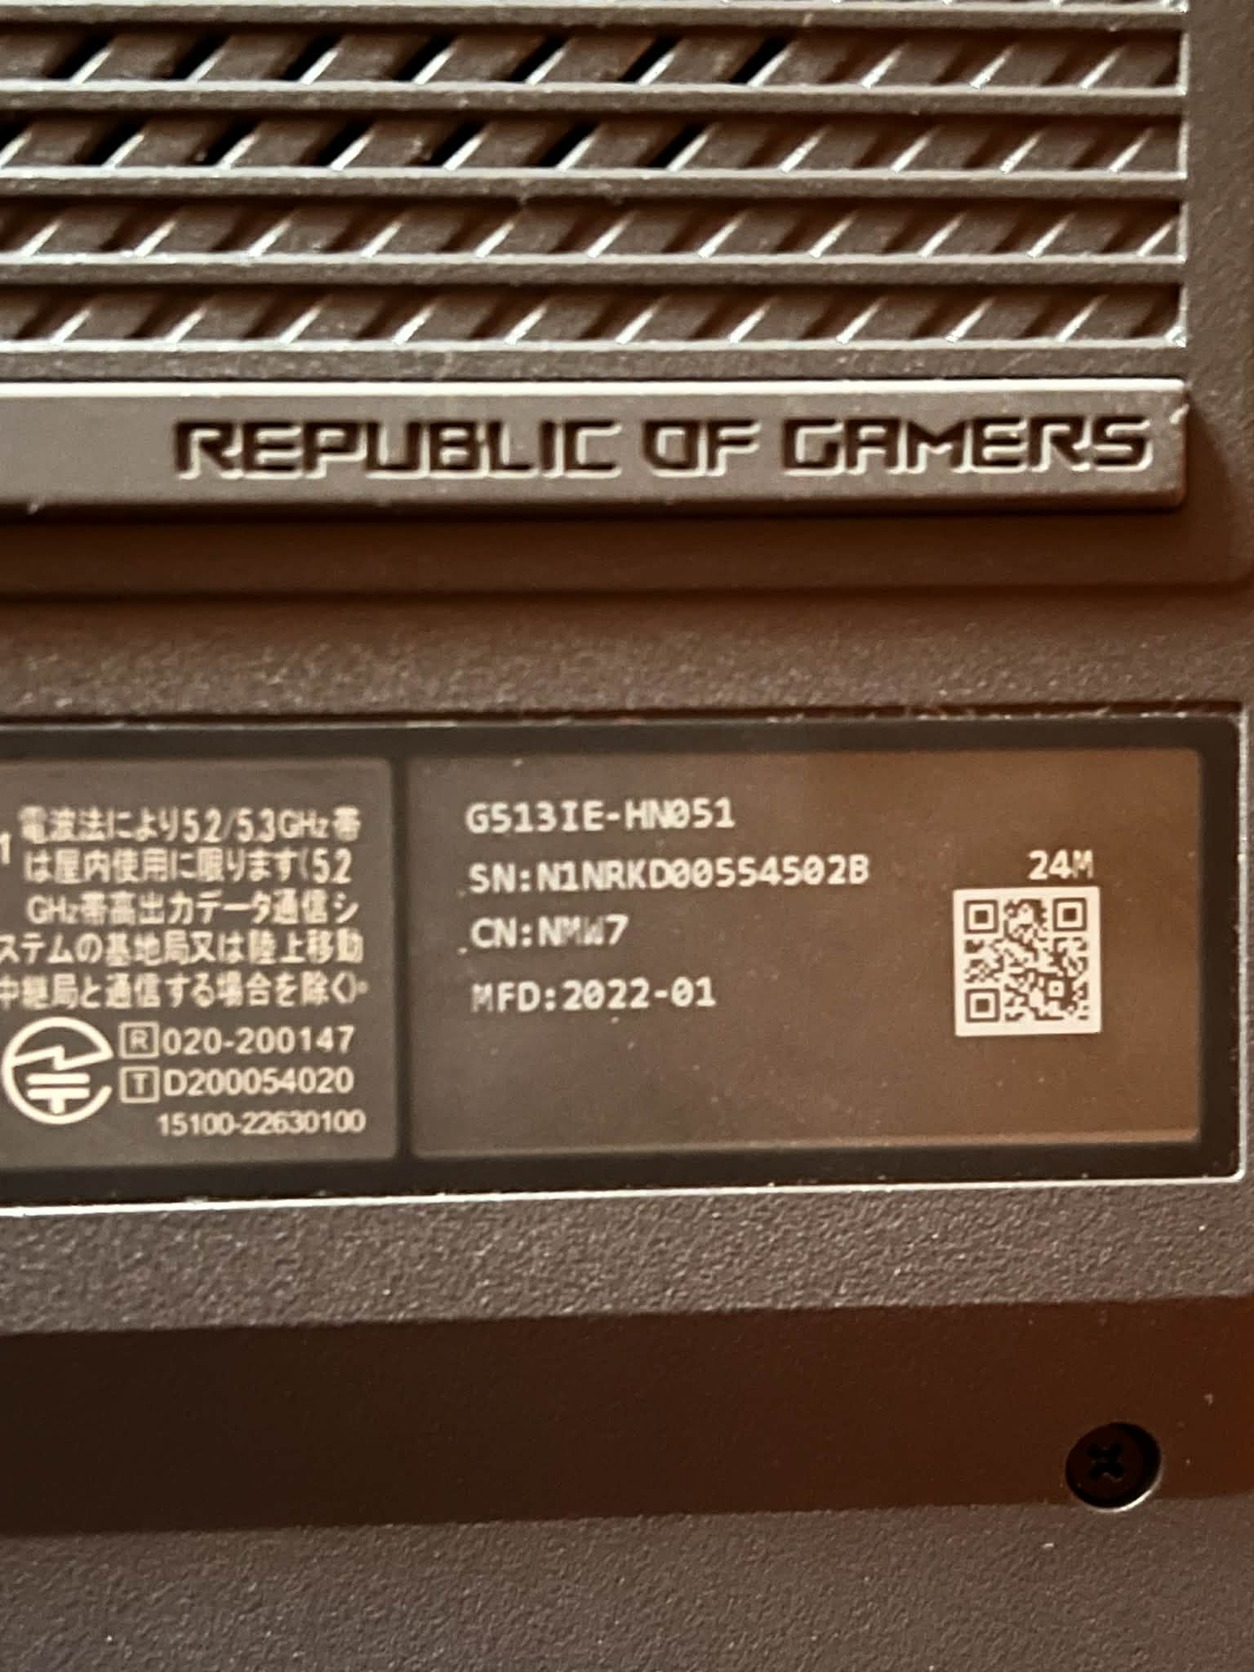 REPUBLIC OF GAMERS
電波法により5.2/5.3GHz帯
は屋内使用に限ります(5.2
GHz帯高出力データ通信シ
ステムの基地局又は陸上移動
中継局と通信する場合を除く)。
R 020-200147
T D200054020
15100-22630100
G513IE-HN051
SN:N1NRKD00554502B
CN:NMW7
MFD:2022-01
24M